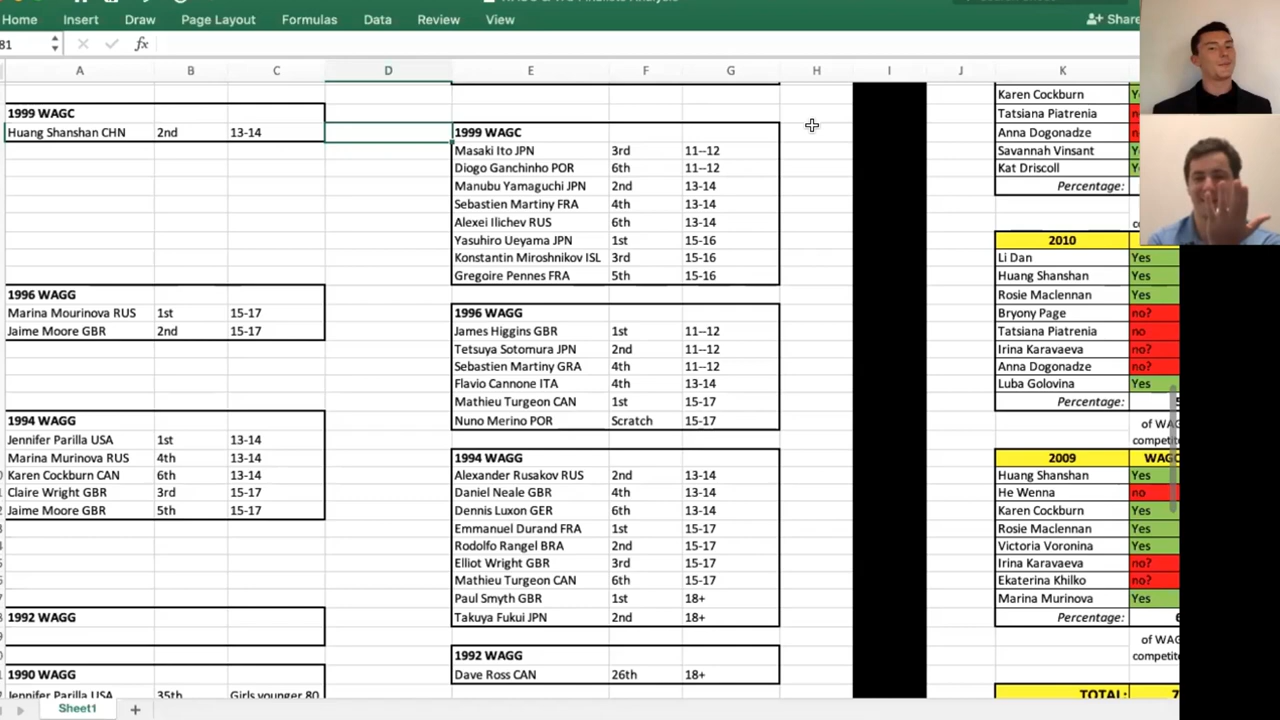 Home Insert Draw Page Layout Formulas Data Review View Share
fx
A B C D E F G H I J K
1999 WAGC
Huang Shanshan CHN 2nd 13-14
1996 WAGG
Marina Mourinova RUS 1st 15-17
Jaime Moore GBR 2nd 15-17
1994 WAGG
Jennifer Parilla USA 1st 13-14
Marina Murinova RUS 4th 13-14
Karen Cockburn CAN 6th 13-14
Claire Wright GBR 3rd 15-17
Jaime Moore GBR 5th 15-17
1992 WAGG
1990 WAGG
Jennifer Parilla USA 35th Girls younger 80
1999 WAGC
Masaki Ito JPN 3rd 11--12
Diogo Ganchinho POR 6th 11--12
Manubu Yamaguchi JPN 2nd 13-14
Sebastien Martiny FRA 4th 13-14
Alexei Ilichev RUS 6th 13-14
Yasuhiro Ueyama JPN 1st 15-16
Konstantin Miroshnikov ISL 3rd 15-16
Gregoire Pennes FRA 5th 15-16
1996 WAGG
James Higgins GBR 1st 11--12
Tetsuya Sotomura JPN 2nd 11--12
Sebastien Martiny GRA 4th 11--12
Flavio Cannone ITA 4th 13-14
Mathieu Turgeon CAN 1st 15-17
Nuno Merino POR Scratch 15-17
1994 WAGG
Alexander Rusakov RUS 2nd 13-14
Daniel Neale GBR 4th 13-14
Dennis Luxon GER 6th 13-14
Emmanuel Durand FRA 1st 15-17
Rodolfo Rangel BRA 2nd 15-17
Elliot Wright GBR 3rd 15-17
Mathieu Turgeon CAN 6th 15-17
Paul Smyth GBR 1st 18+
Takuya Fukui JPN 2nd 18+
1992 WAGG
Dave Ross CAN 26th 18+
Karen Cockburn
Tatsiana Piatrenia
Anna Dogonadze
Savannah Vinsant
Kat Driscoll
Percentage:
2010
Li Dan Yes
Huang Shanshan Yes
Rosie Maclennan Yes
Bryony Page no?
Tatsiana Piatrenia no
Irina Karavaeva no?
Anna Dogonadze no?
Luba Golovina Yes
Percentage:
of WAG
competit
2009 WAGC
Huang Shanshan Yes
He Wenna no
Karen Cockburn Yes
Rosie Maclennan Yes
Victoria Voronina Yes
Irina Karavaeva no?
Ekaterina Khilko no?
Marina Murinova Yes
Percentage:
of WAG
competit
TOTAL:
Sheet1